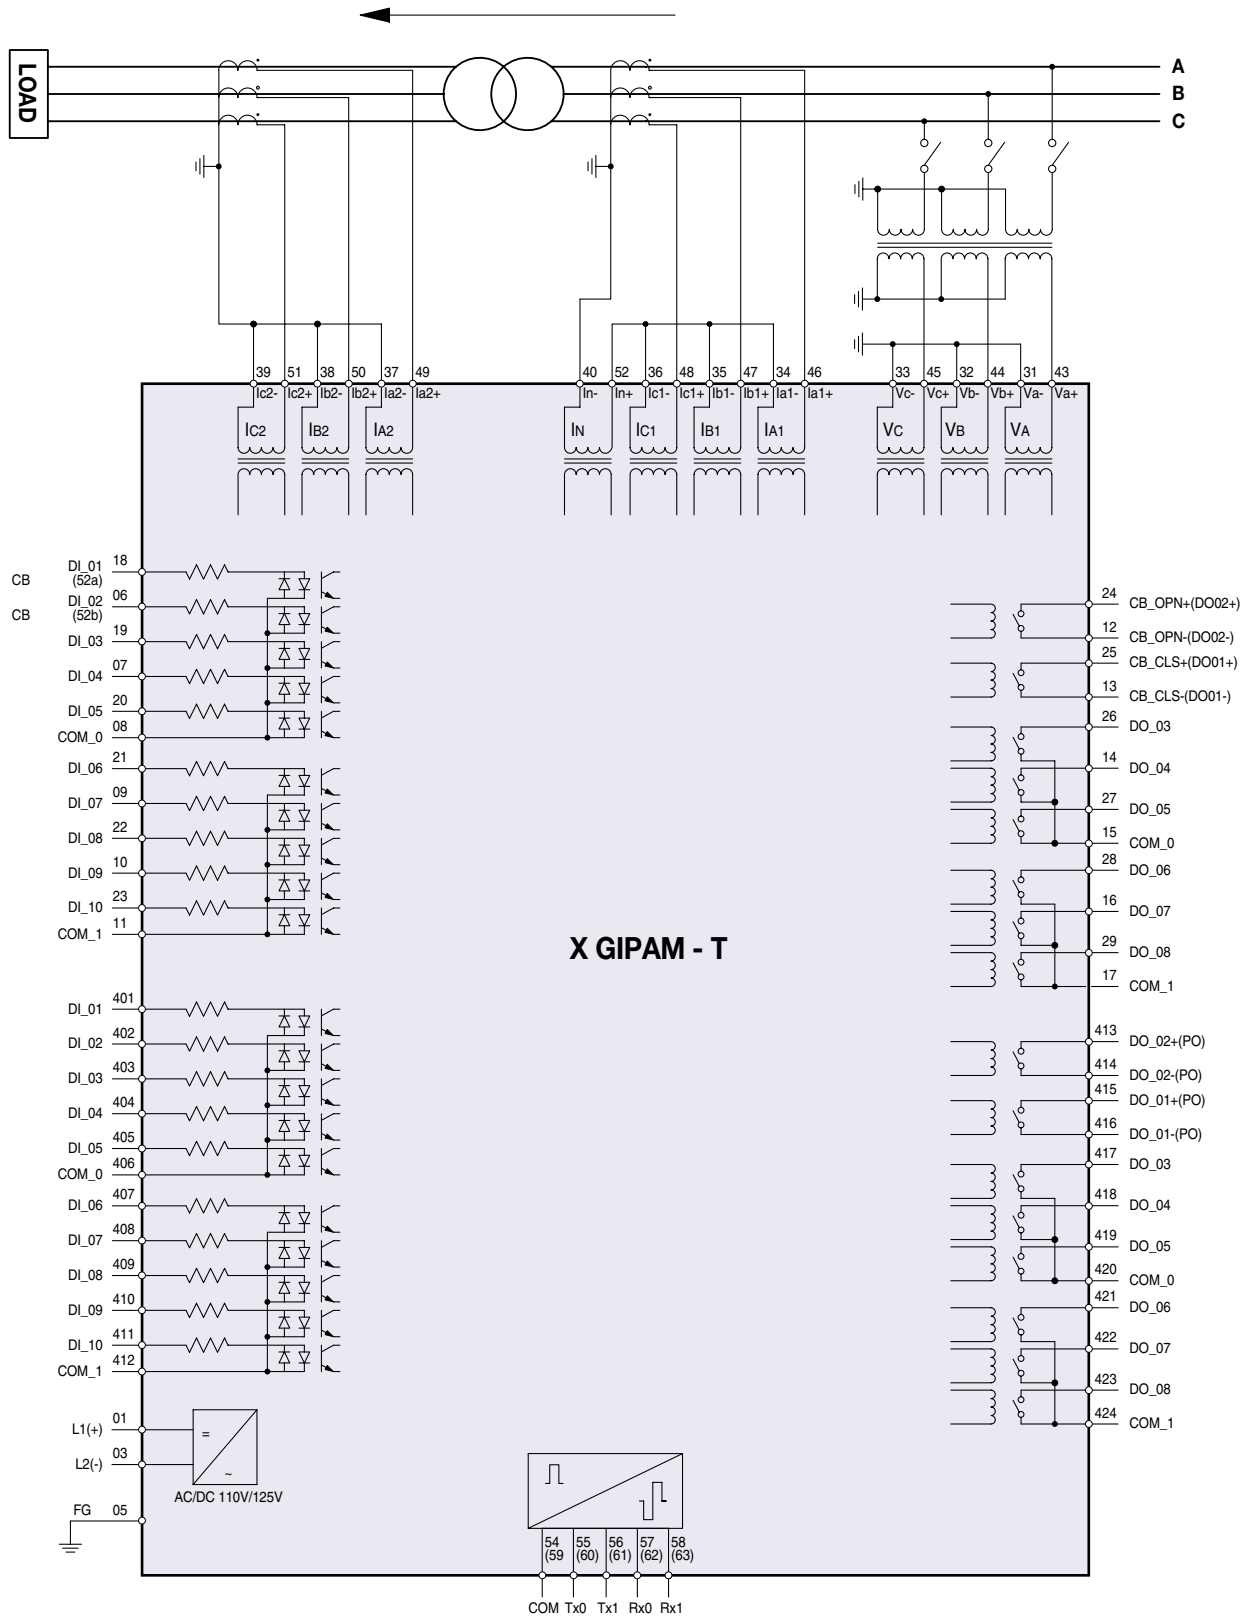 LOAD
A
B
C
39 51 38 50 37 49 40 52 36 48 35 47 34 46 33 45 32 44 31 43
Ic2- Ic2+ Ib2- Ib2+ Ia2- Ia2+ In- In+ Ic1- Ic1+ Ib1- Ib1+ Ia1- Ia1+ Vc- Vc+ Vb- Vb+ Va- Va+
IC2 IB2 IA2 IN IC1 IB1 IA1 VC VB VA
CB DI_01 18
(52a)
CB DI_02 06
(52b)
DI_03 19
DI_04 07
DI_05 20
COM_0 08
DI_06 21
DI_07 09
DI_08 22
DI_09 10
DI_10 23
COM_1 11
DI_01 401
DI_02 402
DI_03 403
DI_04 404
DI_05 405
COM_0 406
DI_06 407
DI_07 408
DI_08 409
DI_09 410
DI_10 411
COM_1 412
L1(+) 01
L2(-) 03
= ~
AC/DC 110V/125V
FG 05
X GIPAM - T
24 CB_OPN+(DO02+)
12 CB_OPN-(DO02-)
25 CB_CLS+(DO01+)
13 CB_CLS-(DO01-)
26 DO_03
14 DO_04
27 DO_05
15 COM_0
28 DO_06
16 DO_07
29 DO_08
17 COM_1
413 DO_02+(PO)
414 DO_02-(PO)
415 DO_01+(PO)
416 DO_01-(PO)
417 DO_03
418 DO_04
419 DO_05
420 COM_0
421 DO_06
422 DO_07
423 DO_08
424 COM_1
54 55 56 57 58
(59 (60) (61) (62) (63)
COM Tx0 Tx1 Rx0 Rx1